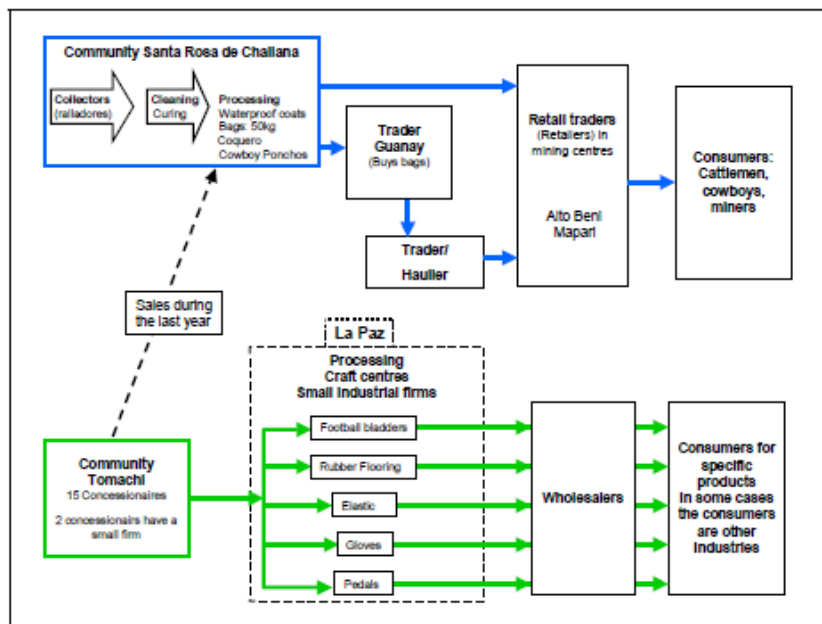 Community Santa Rosa de Challana
Collectors
(ralladores)
Cleaning
Curing
Processing
Waterproof coats
Bags: 50kg
Coquero
Cowboy Ponchos
Trader
Guanay
(Buys bags)
Trader/
Haulier
Retail traders
(Retailers) in
mining centres
Alto Beni
Mapari
Consumers:
Cattlemen,
cowboys,
miners
Sales during
the last year
La Paz
Processing
Craft centres
Small industrial firms
Football bladders
Rubber Flooring
Elastic
Gloves
Pedals
Community
Tomachi
15 Concessionaires
2 concessionairs have a
small firm
Wholesalers
Consumers for
specific
products
In some cases
the consumers
are other
industries